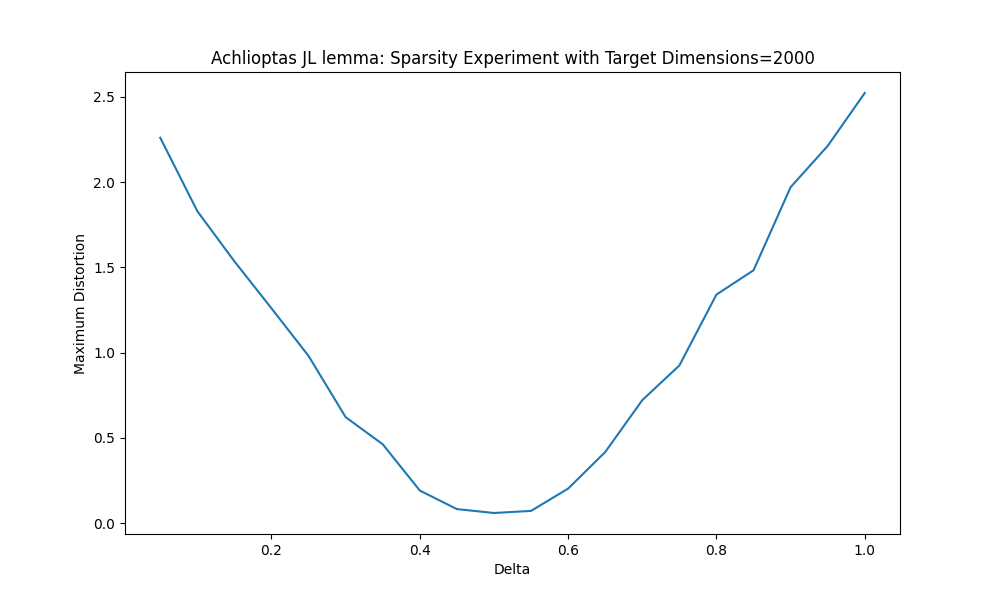 Achlioptas JL lemma: Sparsity Experiment with Target Dimensions=2000
2.5
2.0
1.5
1.0
0.5
0.0
Maximum Distortion
0.2 0.4 0.6 0.8 1.0
Delta